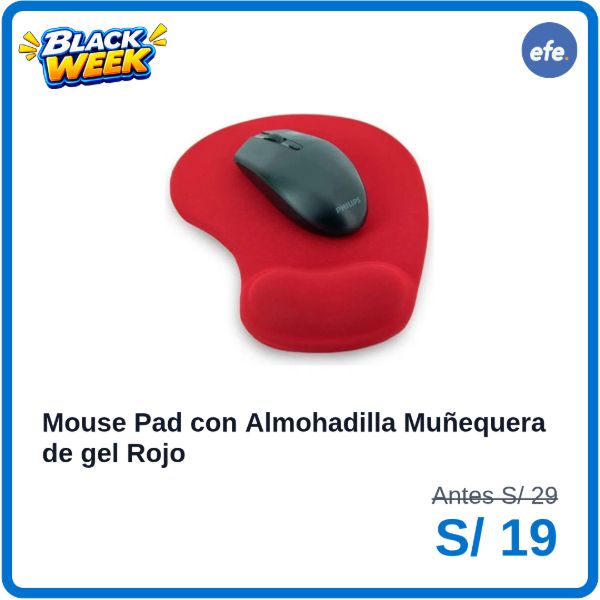 BLACK
WEEK
efe.
PHILIPS
Mouse Pad con Almohadilla Muñequera
de gel Rojo
Antes S/ 29
S/ 19